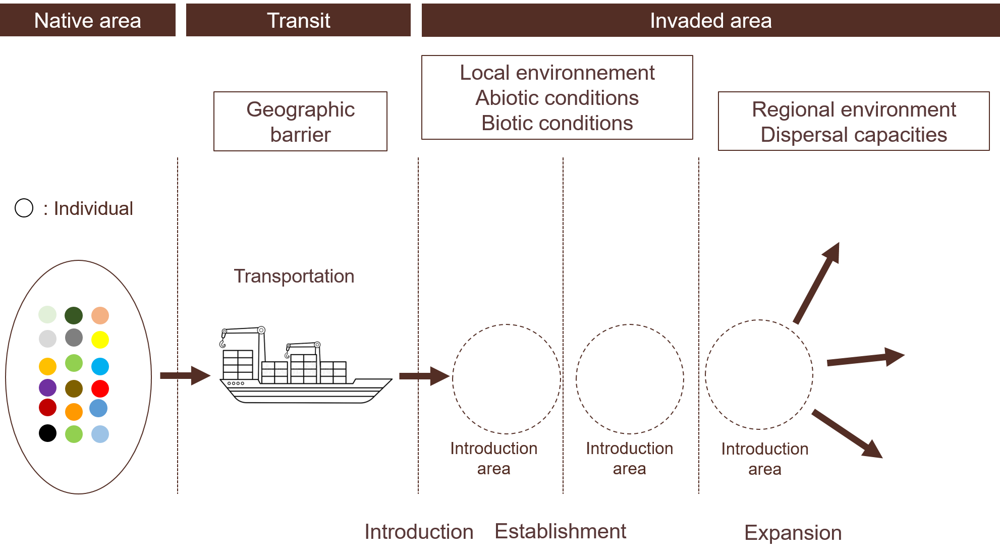 Native area
Transit
Invaded area
Local environnement
Abiotic conditions
Biotic conditions
Geographic
barrier
Regional environment
Dispersal capacities
: Individual
Transportation
Introduction
area
Introduction
area
Introduction
area
Introduction
Establishment
Expansion